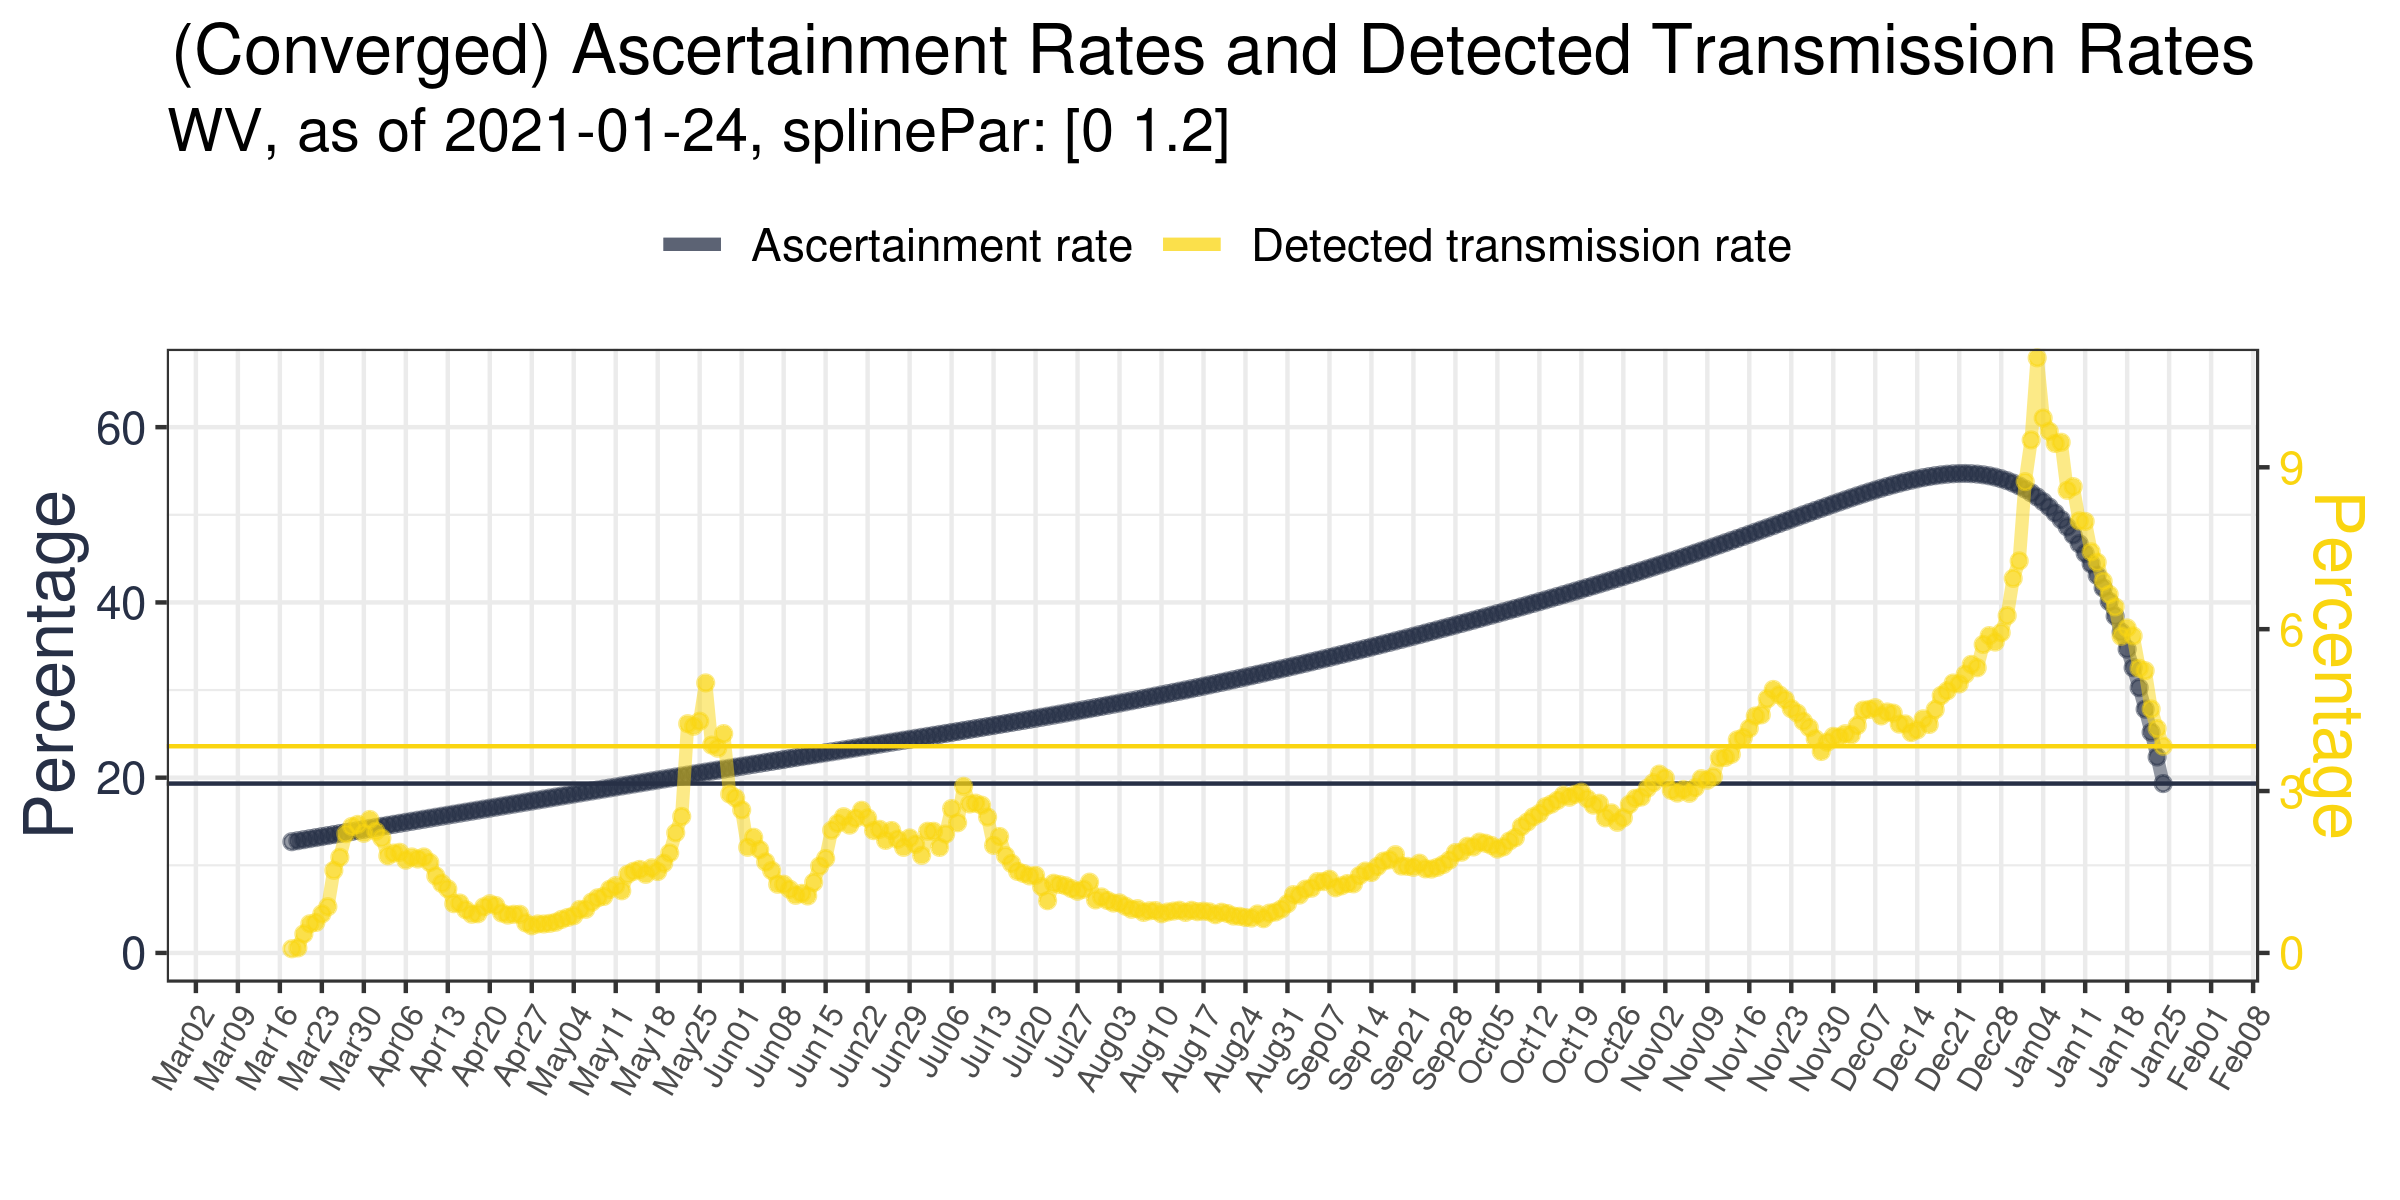 (Converged) Ascertainment Rates and Detected Transmission Rates
WV, as of 2021-01-24, splinePar: [0 1.2]
Ascertainment rate Detected transmission rate
Percentage
60
40
20
0
9
6
3
0
Percentage
Mar02 Mar09 Mar16 Mar23 Mar30 Apr06 Apr13 Apr20 Apr27 May04 May11 May18 May25 Jun01 Jun08 Jun15 Jun22 Jun29 Jul06 Jul13 Jul20 Jul27 Aug03 Aug10 Aug17 Aug24 Aug31 Sep07 Sep14 Sep21 Sep28 Oct05 Oct12 Oct19 Oct26 Nov02 Nov09 Nov16 Nov23 Nov30 Dec07 Dec14 Dec21 Dec28 Jan04 Jan11 Jan18 Jan25 Feb01 Feb08